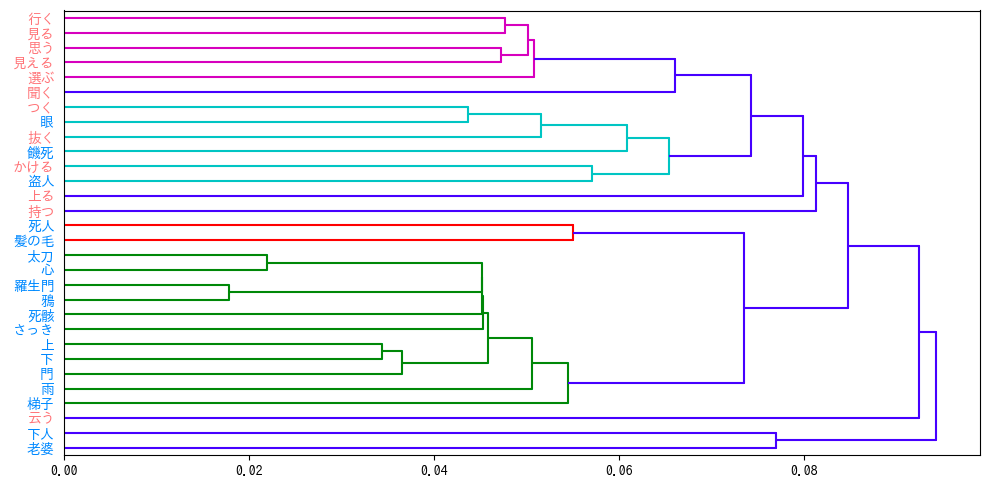 行く
見る
思う
見える
選ぶ
聞く
つく
眼
抜く
饑死
かける
盗人
上る
持つ
死人
髪の毛
太刀
心
羅生門
鴉
死骸
さっき
上
下
門
雨
梯子
云う
下人
老婆
0.00 0.02 0.04 0.06 0.08